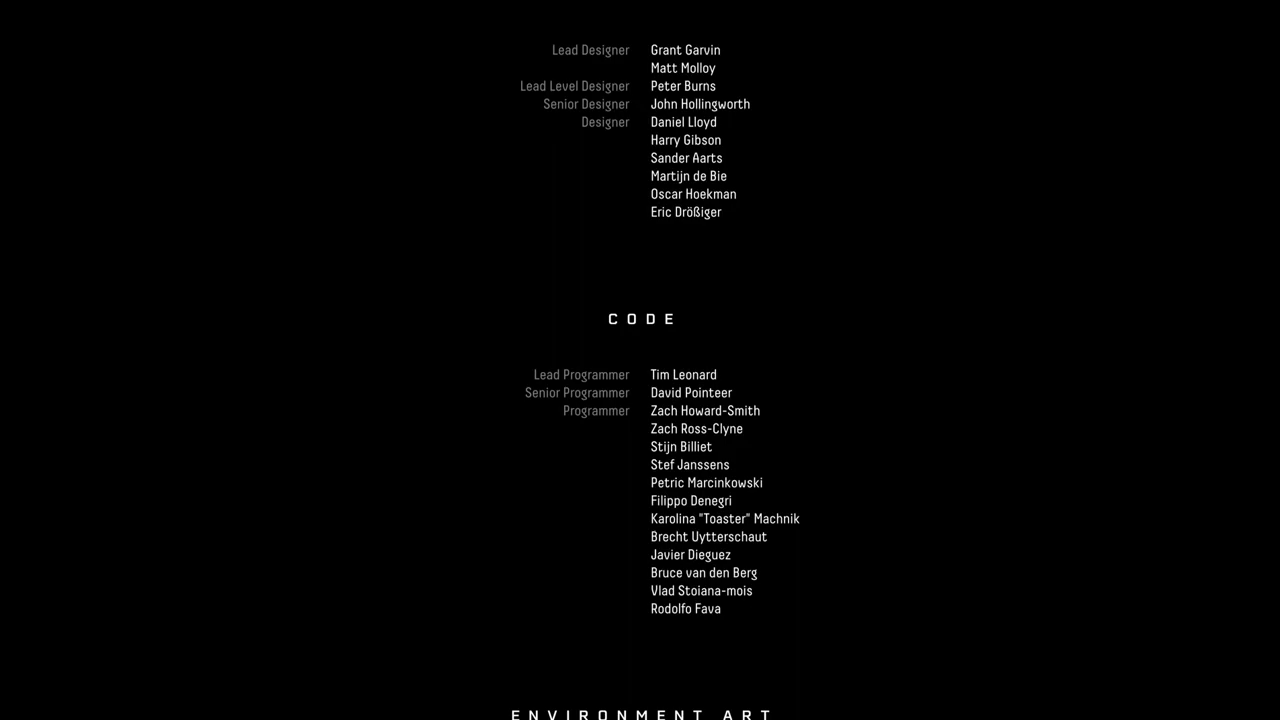 Lead Designer Grant Garvin
Matt Molloy
Lead Level Designer Peter Burns
Senior Designer John Hollingworth
Designer Daniel Lloyd
Harry Gibson
Sander Aarts
Martijn de Bie
Oscar Hoekman
Eric Drößiger
CODE
Lead Programmer Tim Leonard
Senior Programmer David Pointeer
Programmer Zach Howard-Smith
Zach Ross-Clyne
Stijn Billiet
Stef Janssens
Petric Marcinkowski
Filippo Denegri
Karolina "Toaster" Machnik
Brecht Uytterschaut
Javier Dieguez
Bruce van den Berg
Vlad Stoiana-mois
Rodolfo Fava
ENVIRONMENT ART